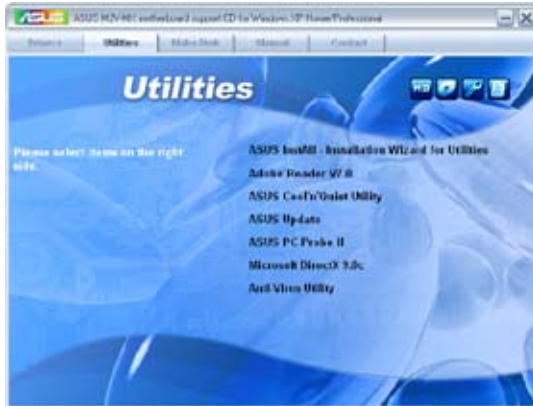 ASUS M2V-MX motherboard support CD for Windows XP Home/Professional
Drivers Utilities Make Disk Manual Contact
Utilities
Please select items on the right
side.
ASUS InstAll - Installation Wizard for Utilities
Adobe Reader V7.0
ASUS Cool'n'Quiet Utility
ASUS Update
ASUS PC Probe II
Microsoft DirectX 9.0c
Anti-Virus Utility